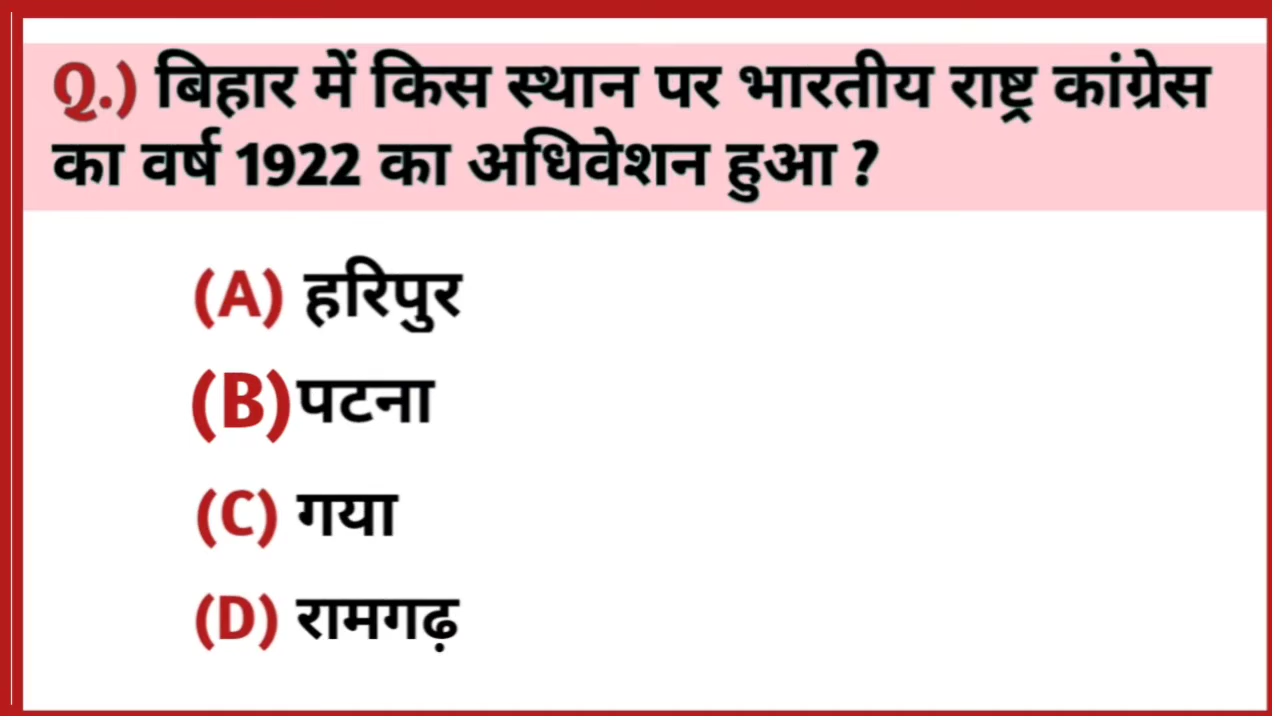 Q.) बिहार में किस स्थान पर भारतीय राष्ट्र कांग्रेस
का वर्ष 1922 का अधिवेशन हुआ ?
(A) हरिपुर
(B) पटना
(C) गया
(D) रामगढ़